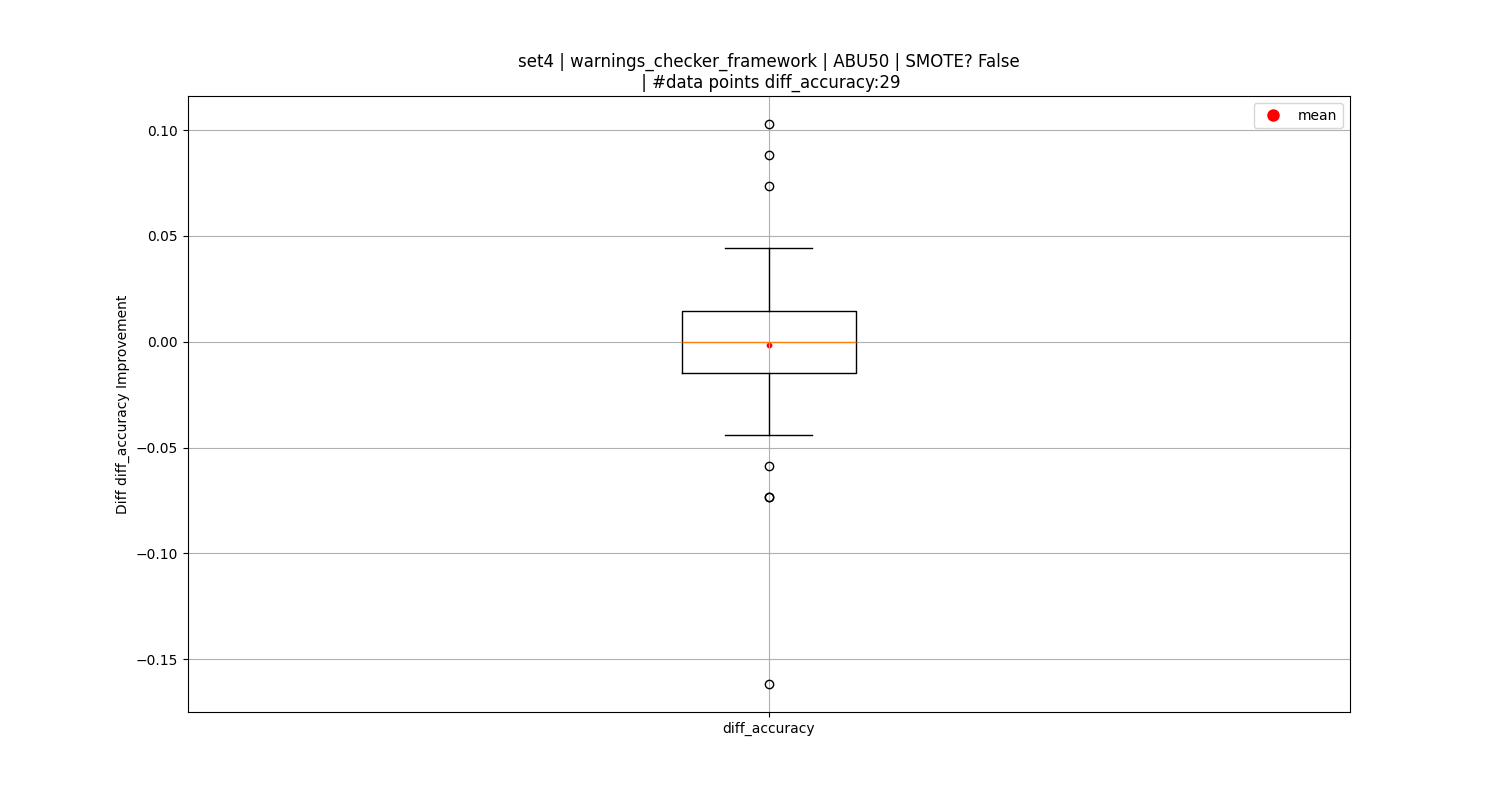 set4 | warnings_checker_framework | ABU50 | SMOTE? False
| #data points diff_accuracy:29
mean
0.10
0.05
0.00
−0.05
−0.10
−0.15
Diff diff_accuracy Improvement
diff_accuracy